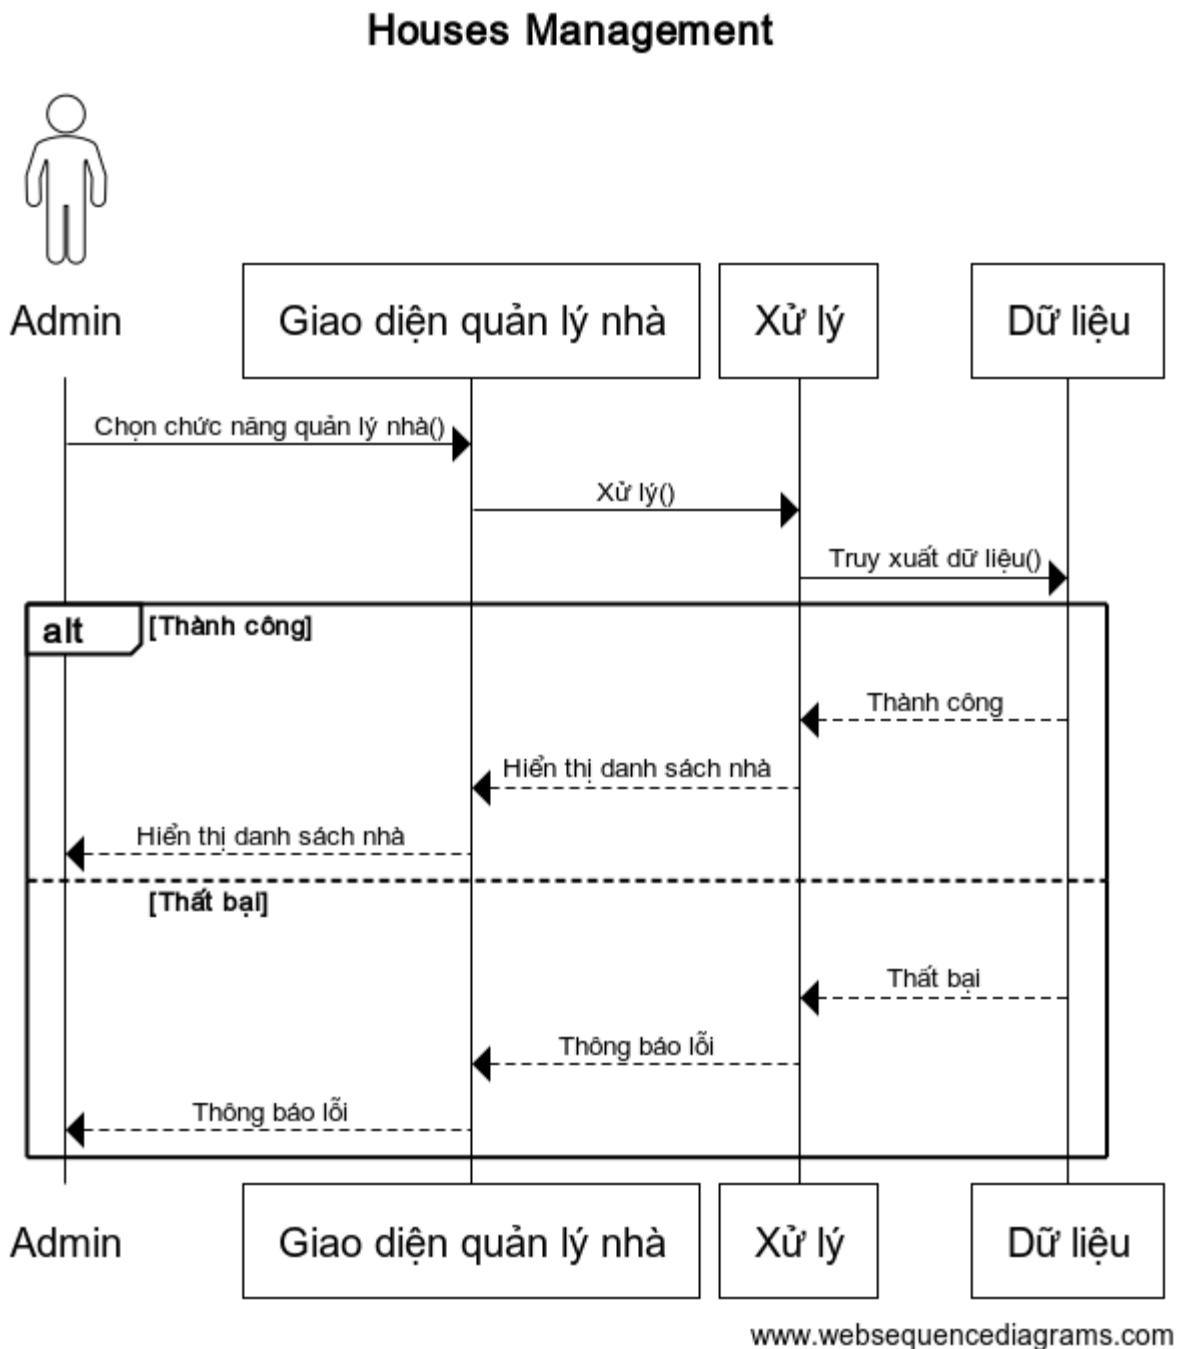 Houses Management
Admin
Giao diện quản lý nhà
Xử lý
Dữ liệu
Chọn chức năng quản lý nhà()
Xử lý()
Truy xuất dữ liệu()
alt
[Thành công]
Thành công
Hiển thị danh sách nhà
Hiển thị danh sách nhà
[Thất bại]
Thất bại
Thông báo lỗi
Thông báo lỗi
Admin
Giao diện quản lý nhà
Xử lý
Dữ liệu
www.websequencediagrams.com